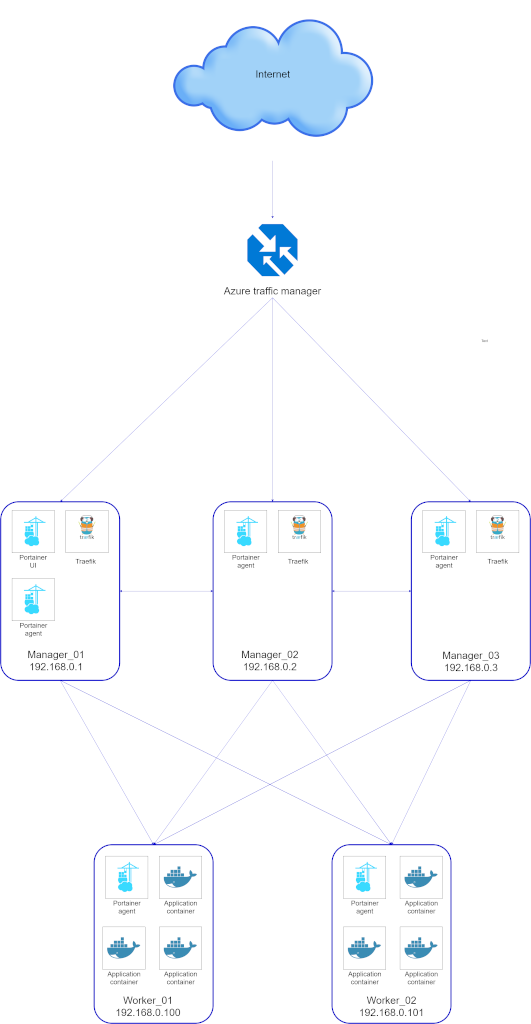 Internet
Azure traffic manager
Text
træfik
træfik
træfik
Portainer
UI
Traefik
Portainer
agent
Traefik
Portainer
agent
Traefik
Portainer
agent
Manager_01
192.168.0.1
Manager_02
192.168.0.2
Manager_03
192.168.0.3
Portainer
agent
Application
container
Portainer
agent
Application
container
Application
container
Application
container
Application
container
Application
container
Worker_01
192.168.0.100
Worker_02
192.168.0.101